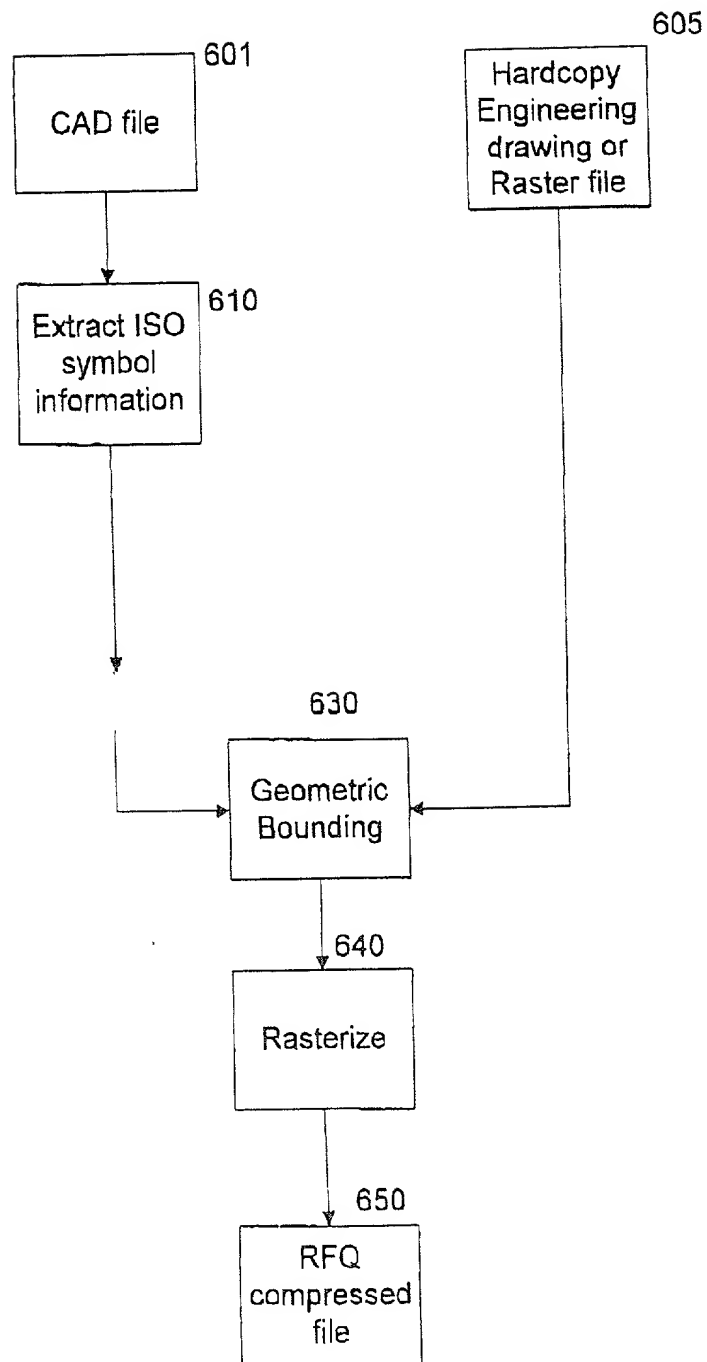 605
601
CAD file
Hardcopy
Engineering
drawing or
Raster file
610
Extract ISO
symbol
information
630
Geometric
Bounding
640
Rasterize
650
RFQ
compressed
file